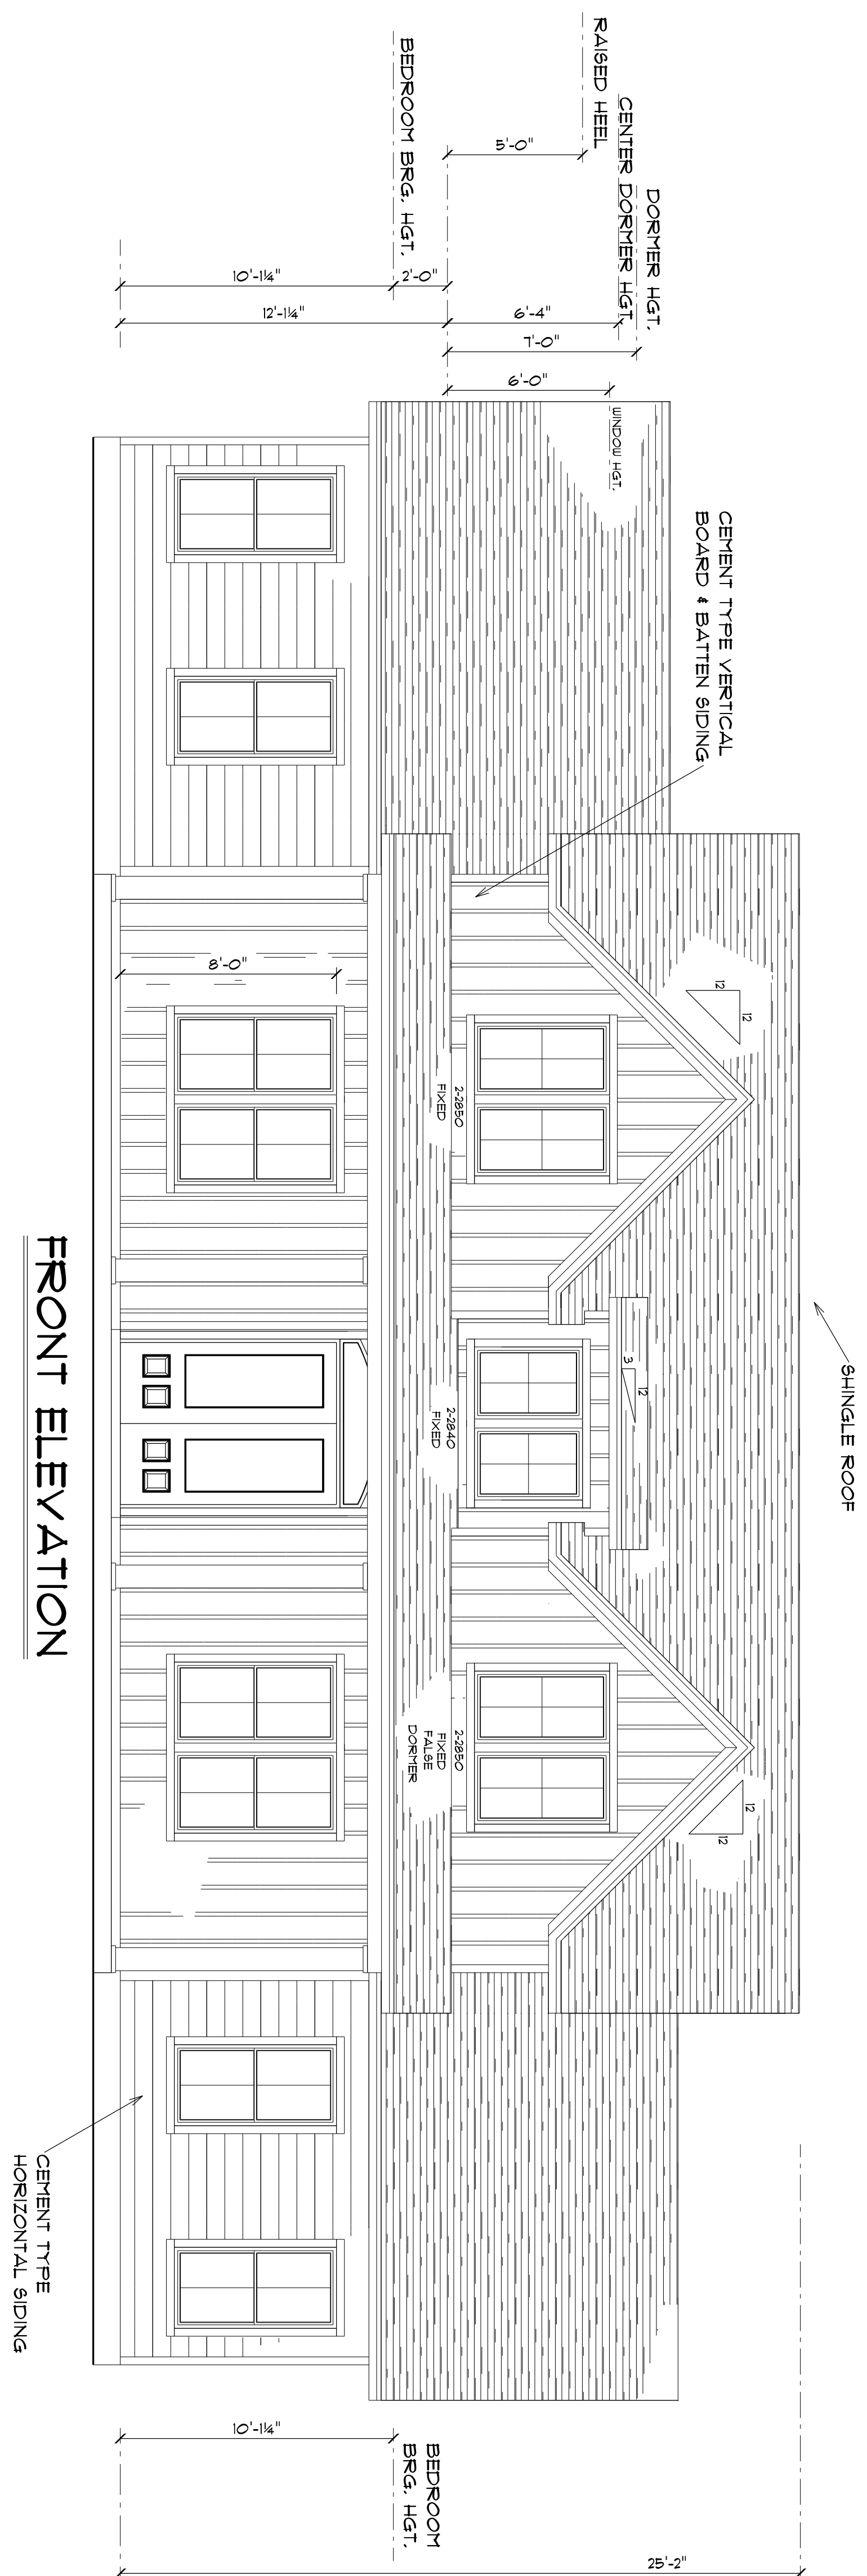 RAISED HEEL
CENTER DORMER HGT.
DORMER HGT.
BEDROOM BRG. HGT.
5'-0"
10'-1¼"
2'-0"
12'-1¼"
6'-4"
7'-0"
6'-0"
WINDOW HGT.
CEMENT TYPE VERTICAL
BOARD & BATTEN SIDING
SHINGLE ROOF
12
12
3
12
12
12
8'-0"
2-2850
FIXED
2-2840
FIXED
2-2850
FIXED
FALSE
DORMER
CEMENT TYPE
HORIZONTAL SIDING
BEDROOM
BRG. HGT.
10'-1¼"
25'-2"
FRONT ELEVATION